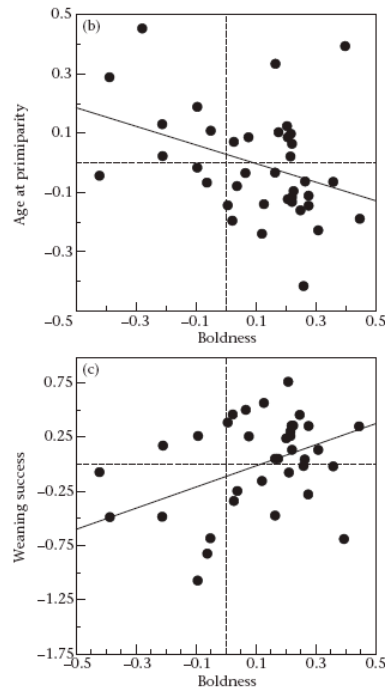 (b)
Age at primiparity
0.5
0.3
0.1
–0.1
–0.3
–0.5
–0.5 –0.3 –0.1 0.1 0.3 0.5
Boldness
(c)
Weaning success
0.75
0.25
–0.25
–0.75
–1.25
–1.75
–0.5 –0.3 –0.1 0.1 0.3 0.5
Boldness